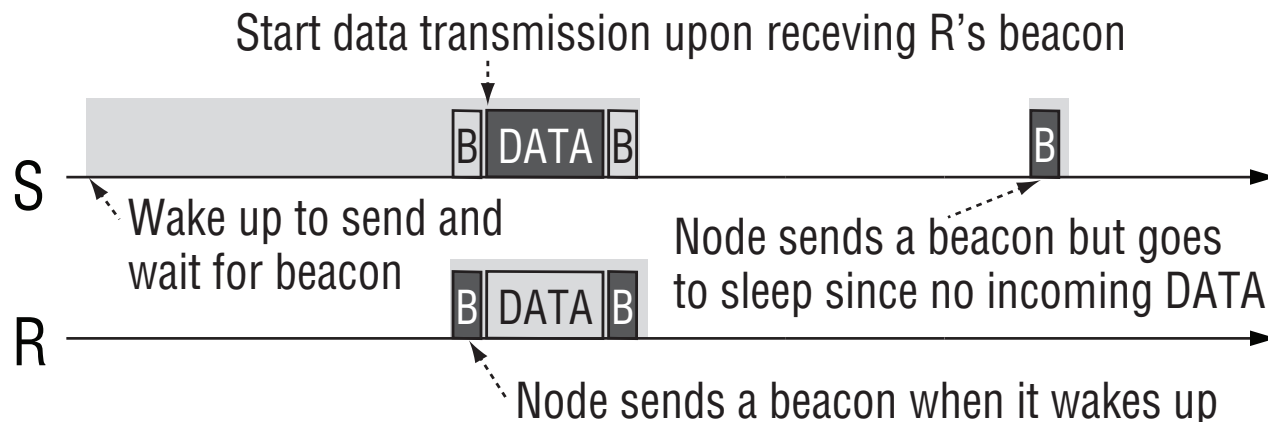 Start data transmission upon receving R's beacon
B DATA B B
S
Wake up to send and
wait for beacon
Node sends a beacon but goes
to sleep since no incoming DATA
B DATA B
R
Node sends a beacon when it wakes up